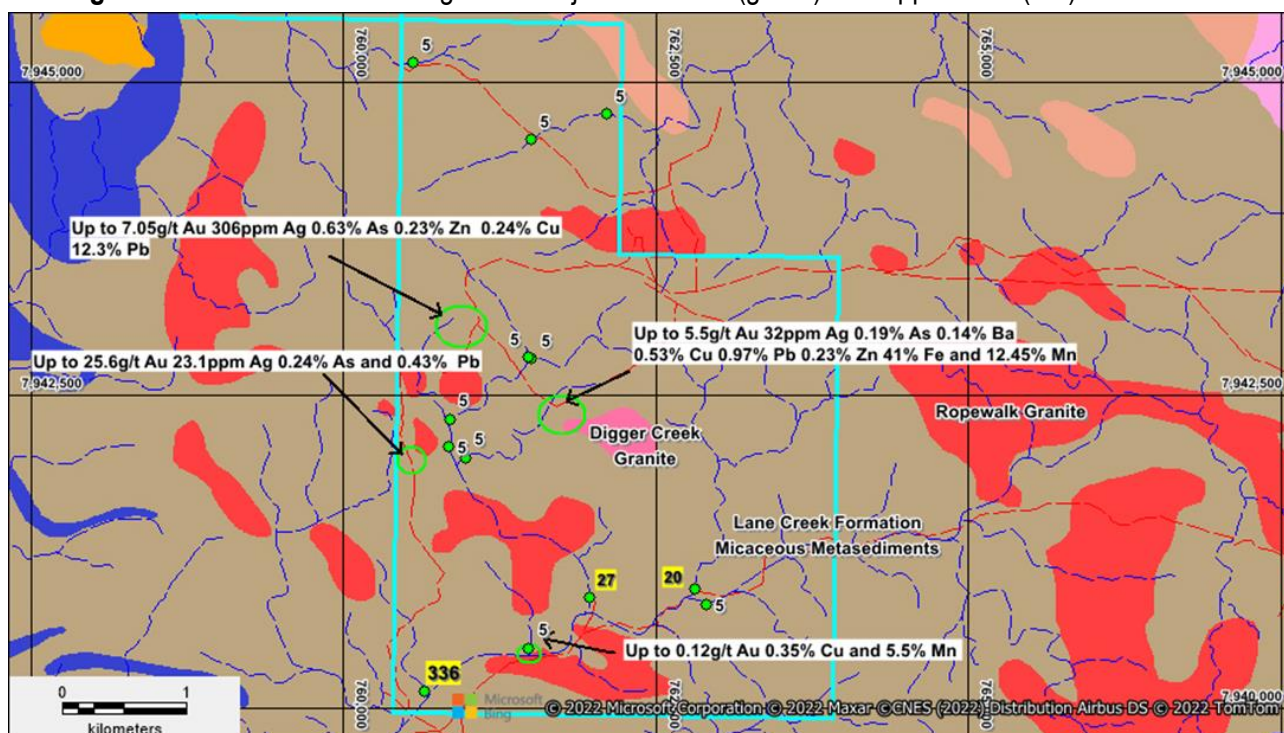 760,000
762,500
765,000
5
7,945,000
7,945,000
5
5
Up to 7.05g/t Au 306ppm Ag 0.63% As 0.23% Zn 0.24% Cu
12.3% Pb
Up to 5.5g/t Au 32ppm Ag 0.19% As 0.14% Ba
0.53% Cu 0.97% Pb 0.23% Zn 41% Fe and 12.45% Mn
5
5
Up to 25.6g/t Au 23.1ppm Ag 0.24% As and 0.43% Pb
7,942,500
7,942,500
5
Ropewalk Granite
Digger Creek
Granite
5
5
Lane Creek Formation
Micaceous Metasediments
27
20
5
5
Up to 0.12g/t Au 0.35% Cu and 5.5% Mn
336
0
1
kilometers
760,000
765,000
7,940,000
Microsoft
Bing
© 2022 Microsoft Corporation © 2022 Maxar ©CNES (2022) Distribution Airbus DS © 2022 TomTom